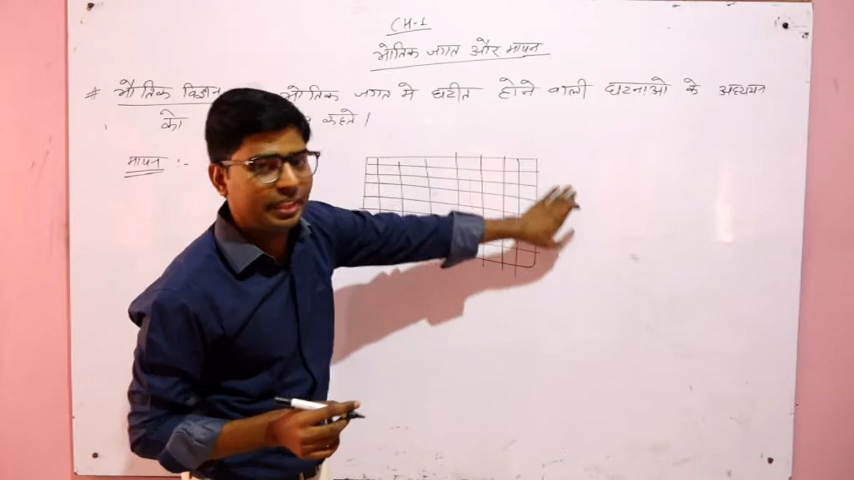 CH-1
भौतिक जगत और मापन
# भौतिक विज्ञान भौतिक जगत मे घटीत होने वाली घटनाओ के अध्ययन
को कहते।
मापन :-